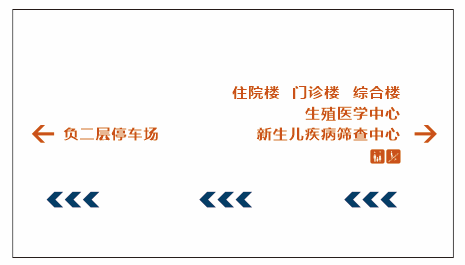 住院楼 门诊楼 综合楼
生殖医学中心
负二层停车场
新生儿疾病筛查中心